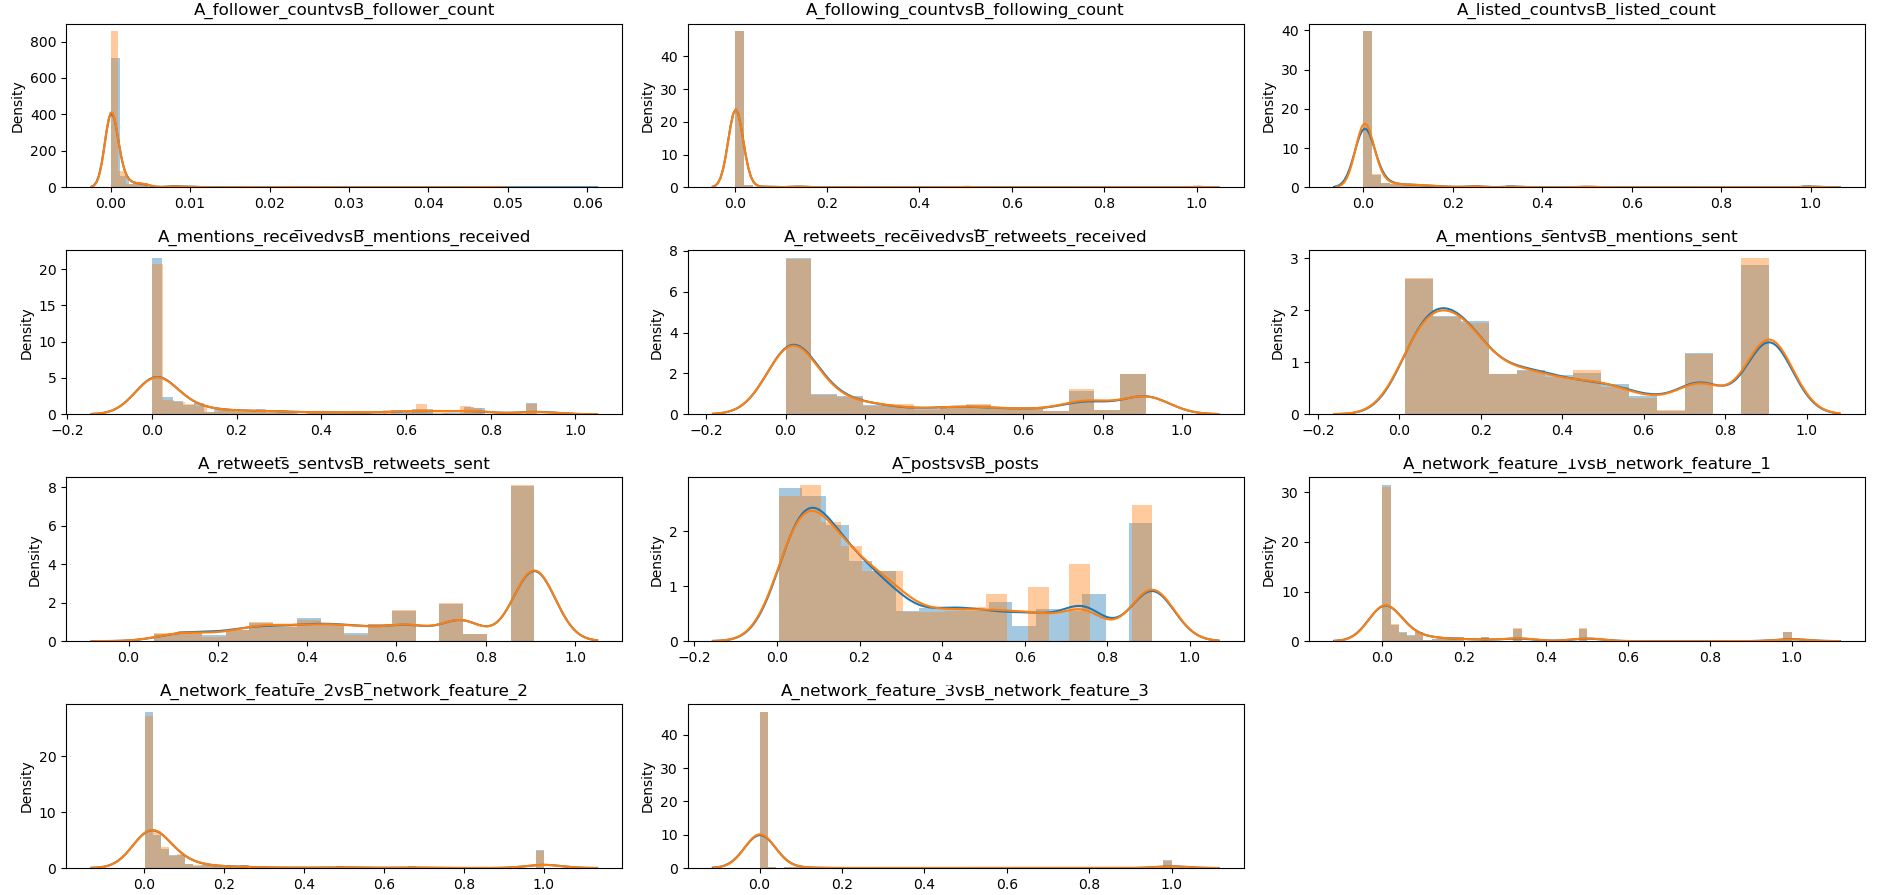 A_follower_countvsB_follower_count
800
600
400
200
0
Density
0.00 0.01 0.02 0.03 0.04 0.05 0.06
A_following_countvsB_following_count
40
30
20
10
0
Density
0.0 0.2 0.4 0.6 0.8 1.0
A_listed_countvsB_listed_count
40
30
20
10
0
Density
0.0 0.2 0.4 0.6 0.8 1.0
A_mentions_receivedvsB_mentions_received
20
15
10
5
0
Density
−0.2 0.0 0.2 0.4 0.6 0.8 1.0
A_retweets_receivedvsB_retweets_received
8
6
4
2
0
Density
−0.2 0.0 0.2 0.4 0.6 0.8 1.0
A_mentions_sentvsB_mentions_sent
3
2
1
0
Density
−0.2 0.0 0.2 0.4 0.6 0.8 1.0
A_retweets_sentvsB_retweets_sent
8
6
4
2
0
Density
0.0 0.2 0.4 0.6 0.8 1.0
A_postsvsB_posts
2
1
0
Density
−0.2 0.0 0.2 0.4 0.6 0.8 1.0
A_network_feature_1vsB_network_feature_1
30
20
10
0
Density
0.0 0.2 0.4 0.6 0.8 1.0
A_network_feature_2vsB_network_feature_2
20
10
0
Density
0.0 0.2 0.4 0.6 0.8 1.0
A_network_feature_3vsB_network_feature_3
40
30
20
10
0
Density
0.0 0.2 0.4 0.6 0.8 1.0